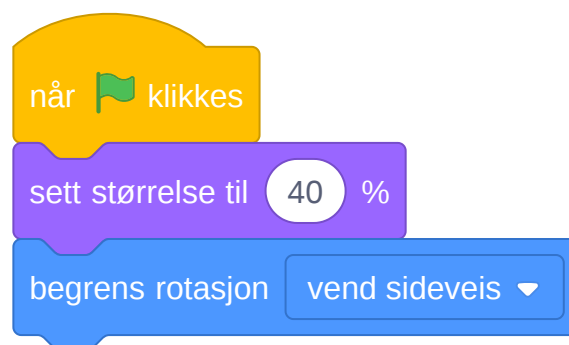 når klikkes
sett størrelse til 40 %
begrens rotasjon vend sideveis